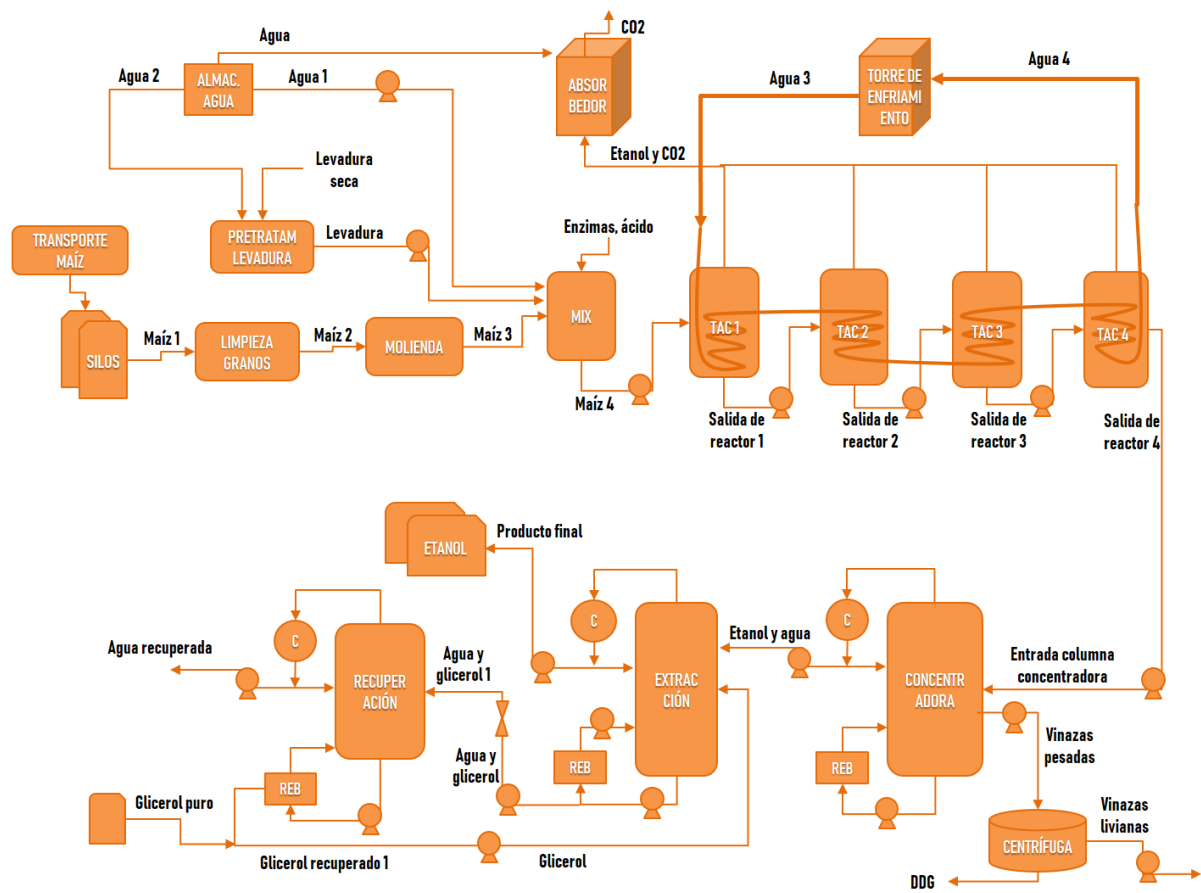 CO2
Agua
Agua 2
ALMAC.
AGUA
Agua 1
ABSOR
BEDOR
Agua 3
TORRE DE
ENFRIAMI
ENTO
Agua 4
Etanol y CO2
Levadura
seca
TRANSPORTE
MAÍZ
PRETRATAM
LEVADURA
Levadura
Enzimas, ácido
MIX
SILOS
Maíz 1
LIMPIEZA
GRANOS
Maíz 2
MOLIENDA
Maíz 3
Maíz 4
TAC 1
TAC 2
TAC 3
TAC 4
Salida de
reactor 1
Salida de
reactor 2
Salida de
reactor 3
Salida de
reactor 4
ETANOL
Producto final
C
C
C
Agua recuperada
RECUPER
ACIÓN
Agua y
glicerol 1
EXTRAC
CIÓN
Etanol y agua
CONCENTR
ADORA
Entrada columna
concentradora
Agua y
glicerol
REB
REB
REB
Vinazas
pesadas
Glicerol puro
Glicerol recuperado 1
Glicerol
CENTRÍFUGA
Vinazas
livianas
DDG